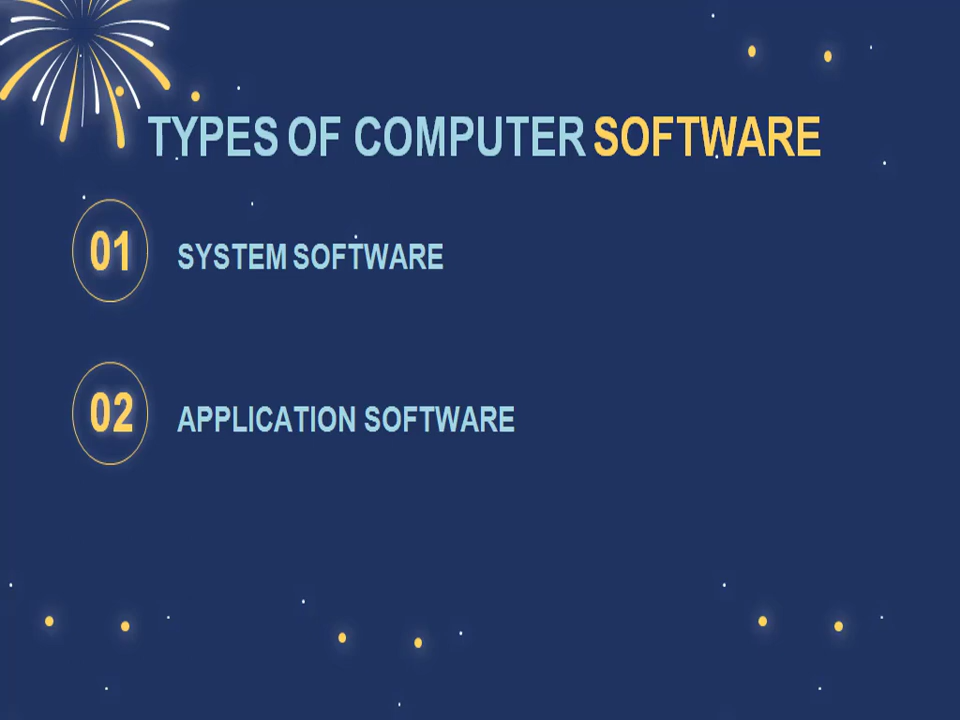 TYPES OF COMPUTER SOFTWARE
01 SYSTEM SOFTWARE
02 APPLICATION SOFTWARE